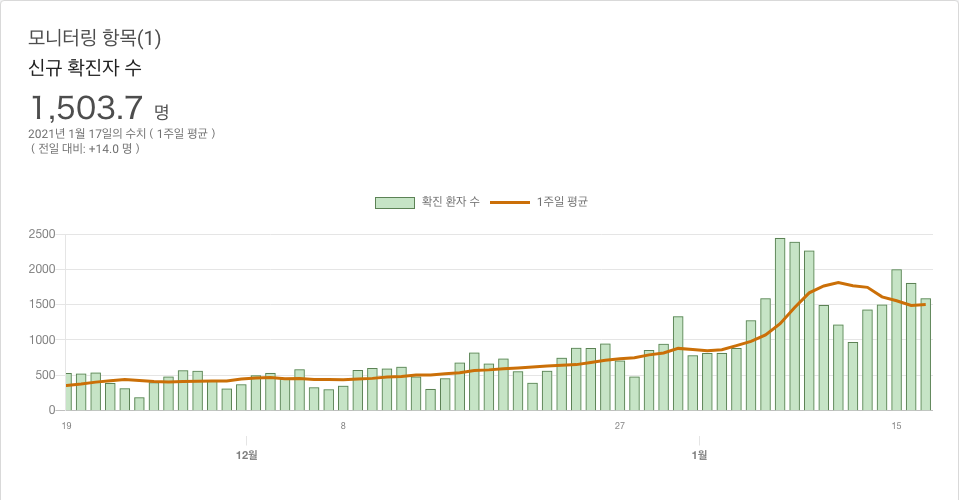 모니터링 항목(1)
신규 확진자 수
1,503.7 명
2021년 1월 17일의 수치 ( 1주일 평균 )
( 전일 대비: +14.0 명 )
확진 환자 수 1주일 평균
2500
2000
1500
1000
500
0
19 8 27 15
12월 1월